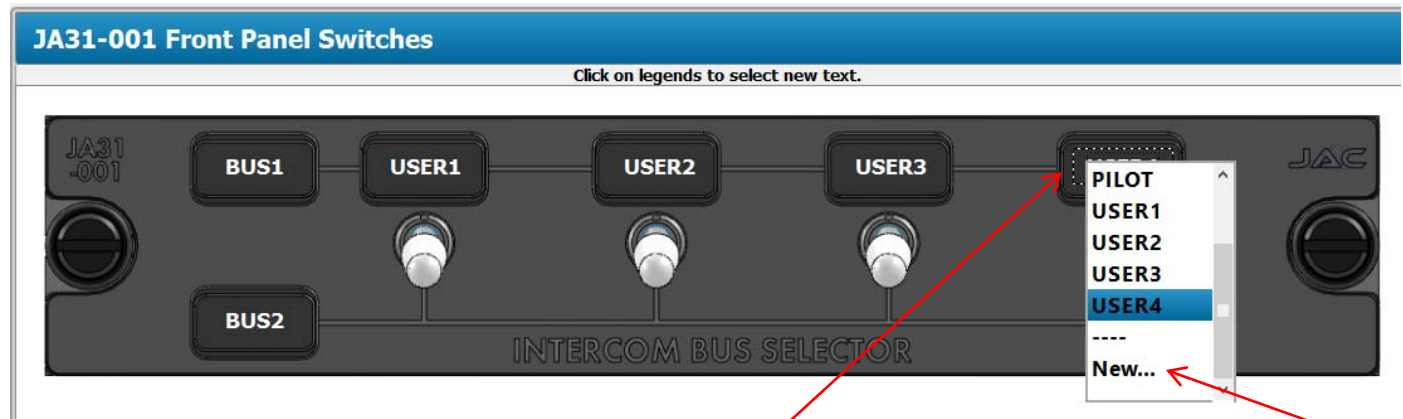 JA31-001 Front Panel Switches
Click on legends to select new text.
JA31
-001
BUS1
USER1
USER2
USER3
JAC
PILOT
USER1
USER2
USER3
USER4
----
New...
BUS2
INTERCOM BUS SELECTOR